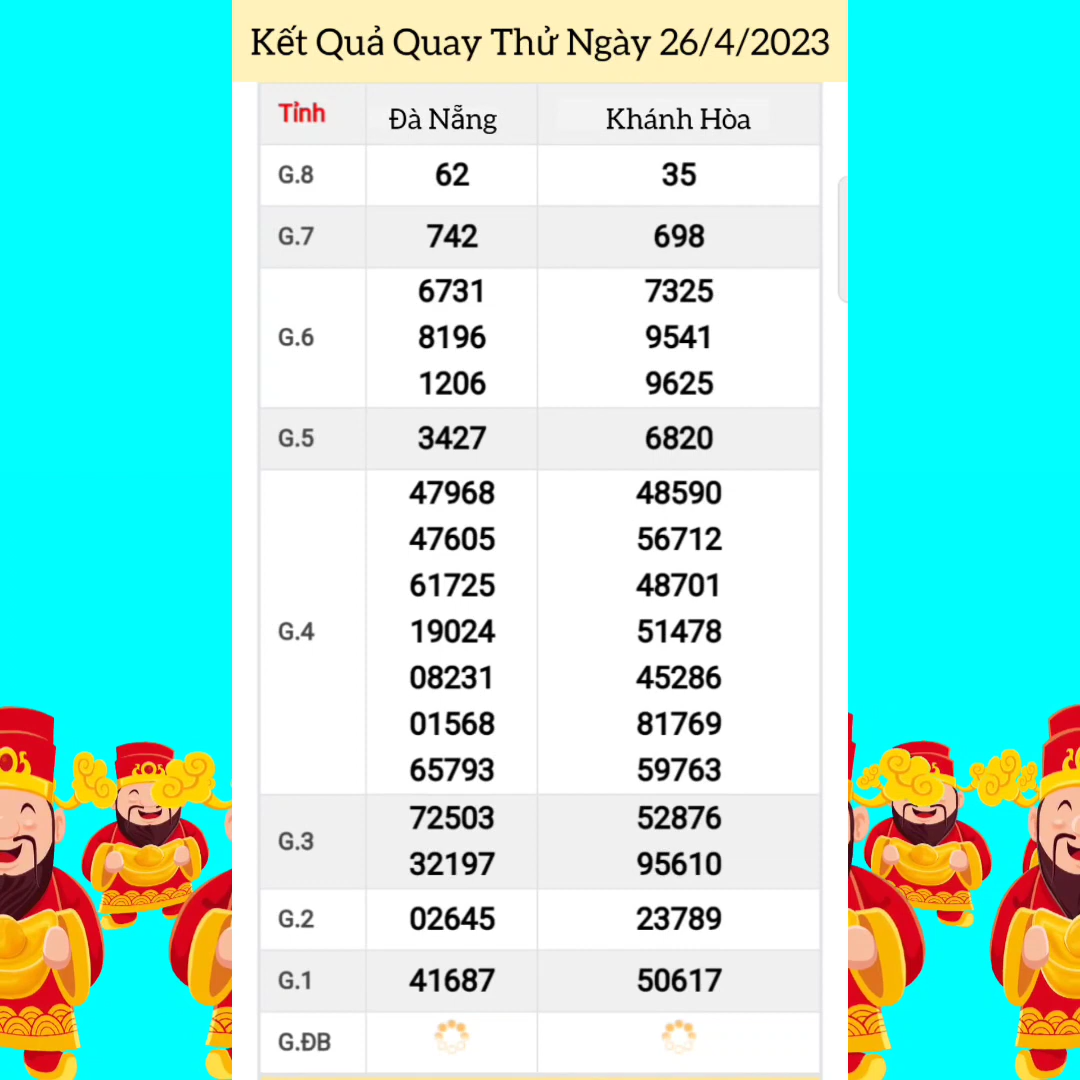 Kết Quả Quay Thử Ngày 26/4/2023
Tỉnh Đà Nẵng Khánh Hòa
G.8 62 35
G.7 742 698
6731 7325
G.6 8196 9541
1206 9625
G.5 3427 6820
47968 48590
47605 56712
61725 48701
G.4 19024 51478
08231 45286
01568 81769
65793 59763
72503 52876
G.3
32197 95610
G.2 02645 23789
G.1 41687 50617
G.ĐB